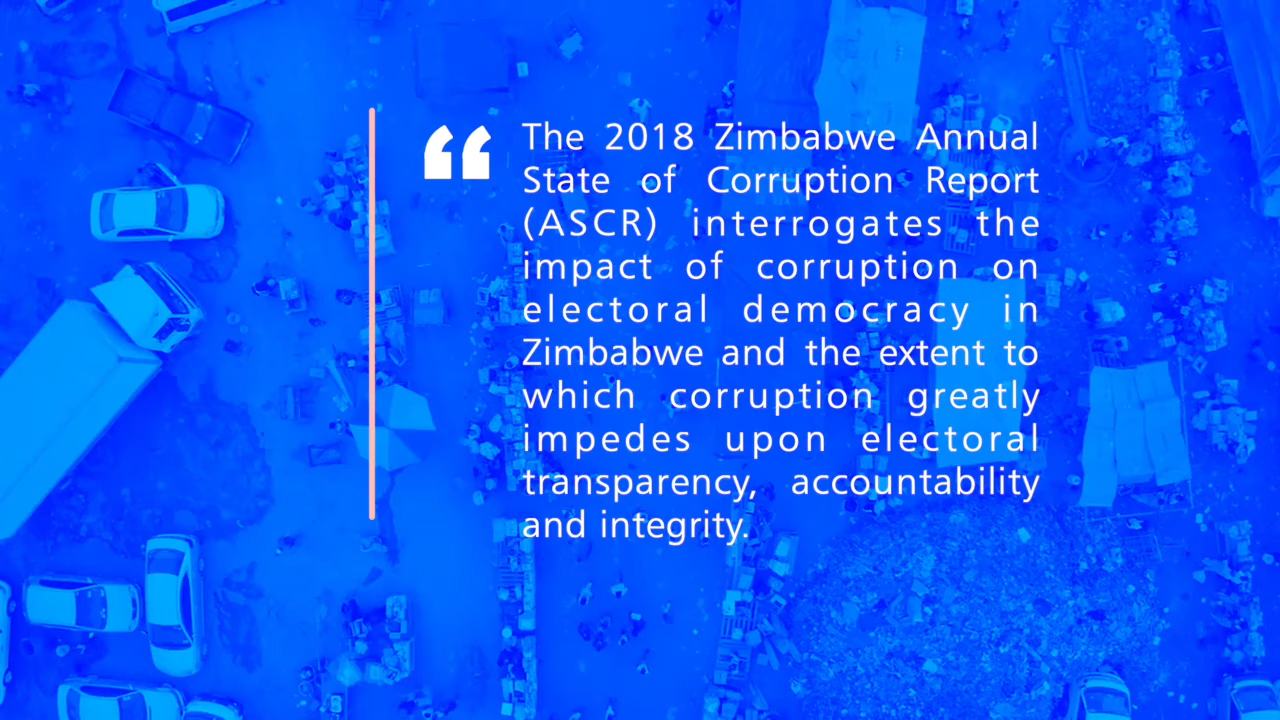 “
The 2018 Zimbabwe Annual
State of Corruption Report
(ASCR) interrogates the
impact of corruption on
electoral democracy in
Zimbabwe and the extent to
which corruption greatly
impedes upon electoral
transparency, accountability
and integrity.